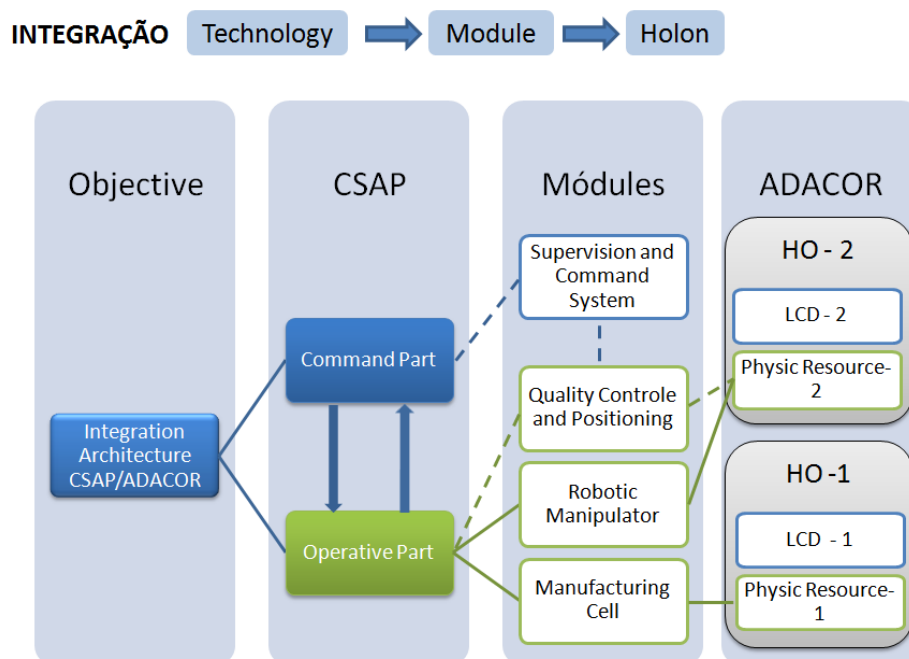 INTEGRAÇÃO Technology Module Holon
Objective
CSAP
Módules
ADACOR
Integration
Architecture
CSAP/ADACOR
Command Part
Operative Part
Supervision and
Command
System
Quality Controle
and Positioning
Robotic
Manipulator
Manufacturing
Cell
HO - 2
LCD - 2
Physic Resource-
2
HO -1
LCD - 1
Physic Resource-
1